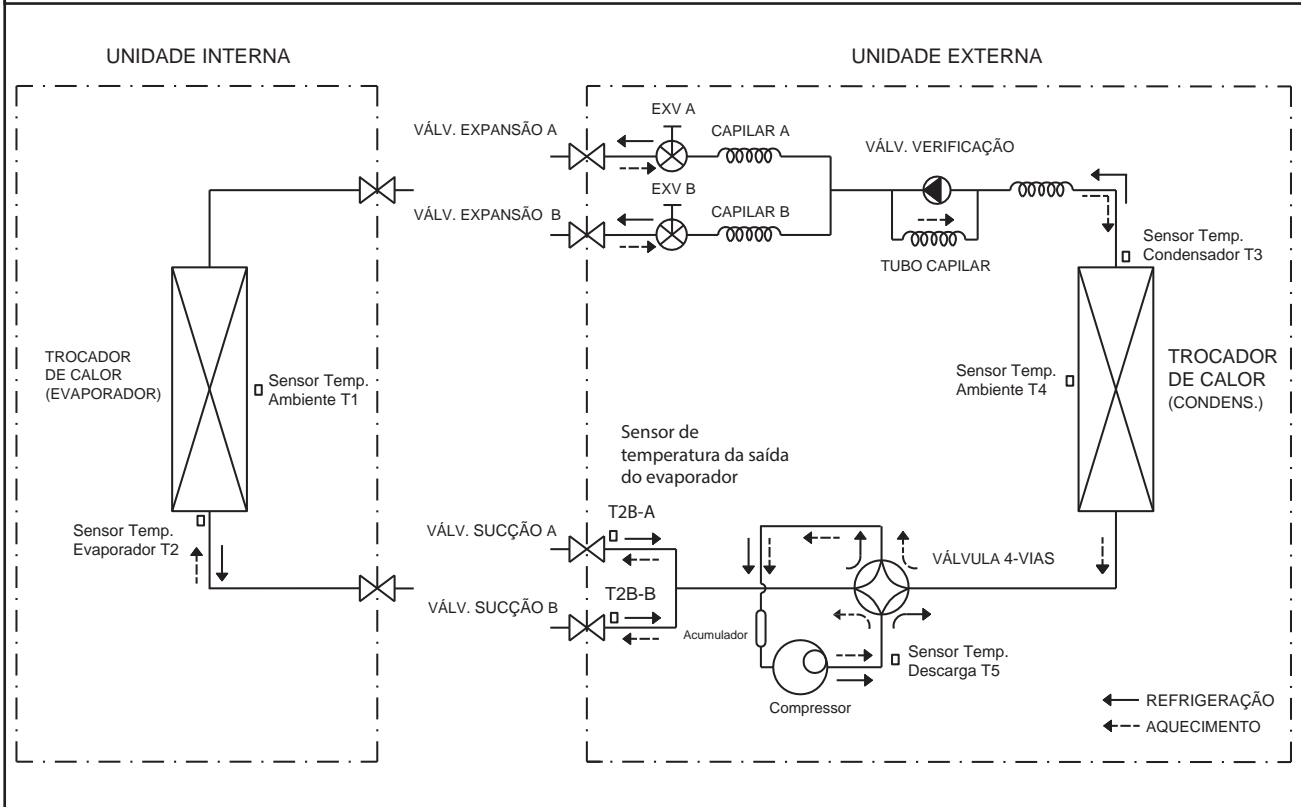 UNIDADE INTERNA
UNIDADE EXTERNA
EXV A
VÁLV. EXPANSÃO A
CAPILAR A
VÁLV. VERIFICAÇÃO
EXV B
VÁLV. EXPANSÃO B
CAPILAR B
TUBO CAPILAR
Sensor Temp.
Condensador T3
TROCADOR
DE CALOR
(EVAPORADOR)
Sensor Temp.
Ambiente T1
Sensor Temp.
Ambiente T4
TROCADOR
DE CALOR
(CONDENS.)
Sensor de
temperatura da saída
do evaporador
Sensor Temp.
Evaporador T2
VÁLV. SUCÇÃO A
T2B-A
VÁLVULA 4-VIAS
VÁLV. SUCÇÃO B
T2B-B
Acumulador
Sensor Temp.
Descarga T5
Compressor
REFRIGERAÇÃO
AQUECIMENTO